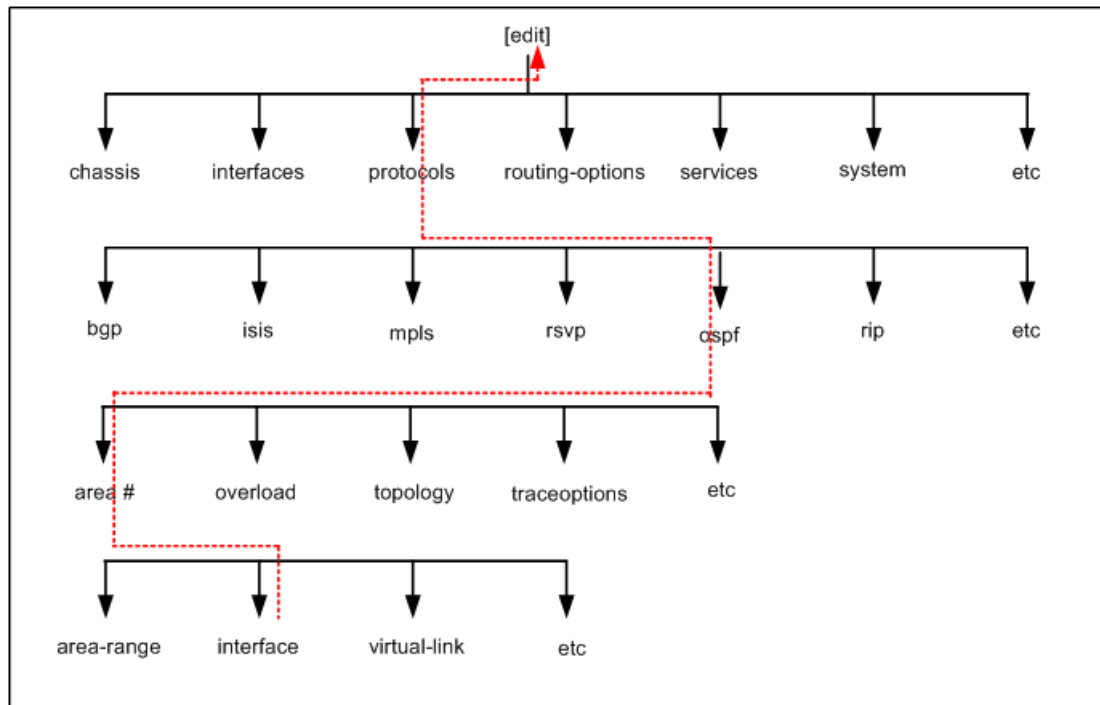 [edit]
chassis interfaces protocols routing-options services system etc
bgp isis mpls rsvp ospf rip etc
area # overload topology traceoptions etc
area-range interface virtual-link etc